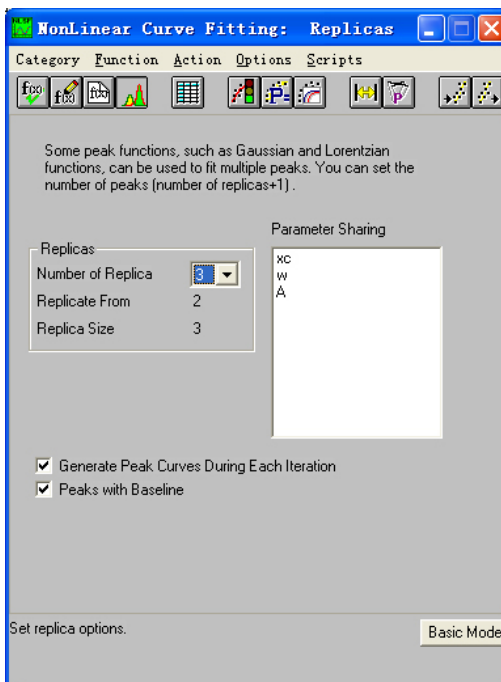 NonLinear Curve Fitting: Replicas
Category Function Action Options Scripts
Some peak functions, such as Gaussian and Lorentzian
functions, can be used to fit multiple peaks. You can set the
number of peaks (number of replicas+1) .
Parameter Sharing
Replicas
Number of Replica 3
Replicate From 2
Replica Size 3
xc
w
A
Generate Peak Curves During Each Iteration
Peaks with Baseline
Set replica options.
Basic Mode